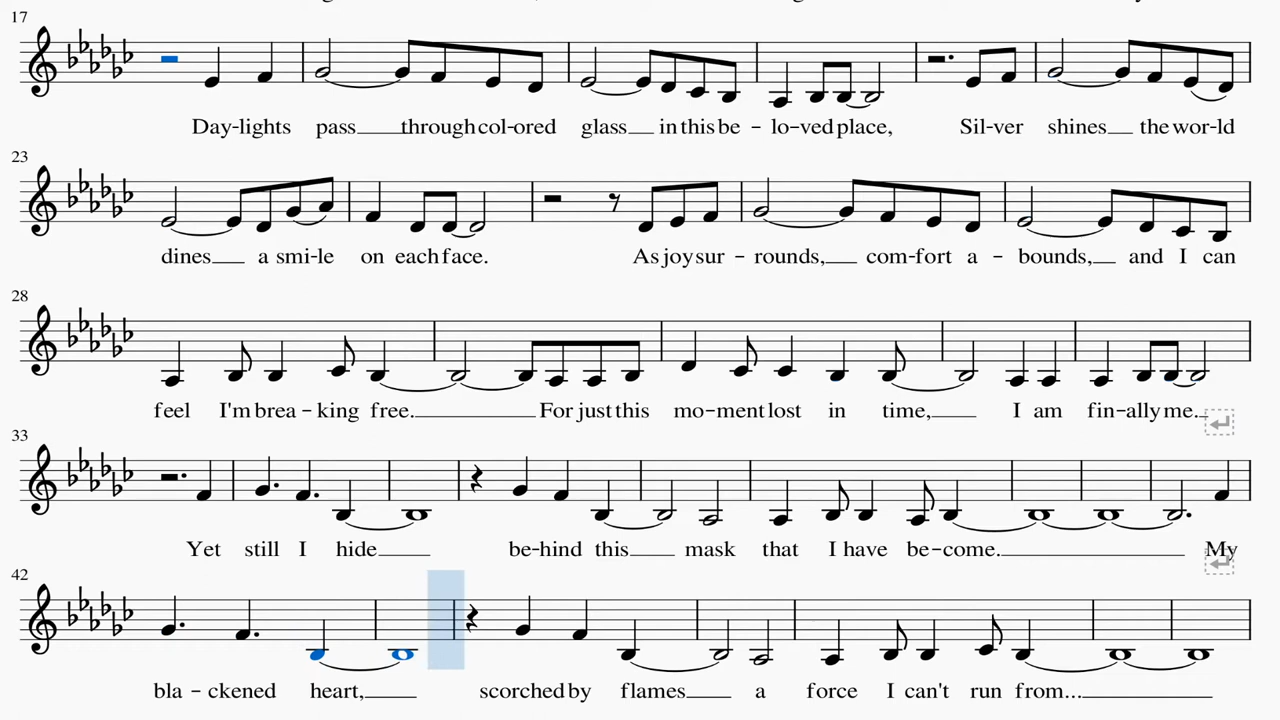 17
Day-lights pass through col-ored glass in this be - lo-ved place, Sil-ver shines the wor-ld
23
dines a smi-le on each face. As joy sur - rounds, com-fort a - bounds, and I can
28
feel I'm brea - king free. For just this mo-ment lost in time, I am fin-ally me.
33
Yet still I hide be-hind this mask that I have be-come. My
42
bla - ckened heart, scorched by flames a force I can't run from...